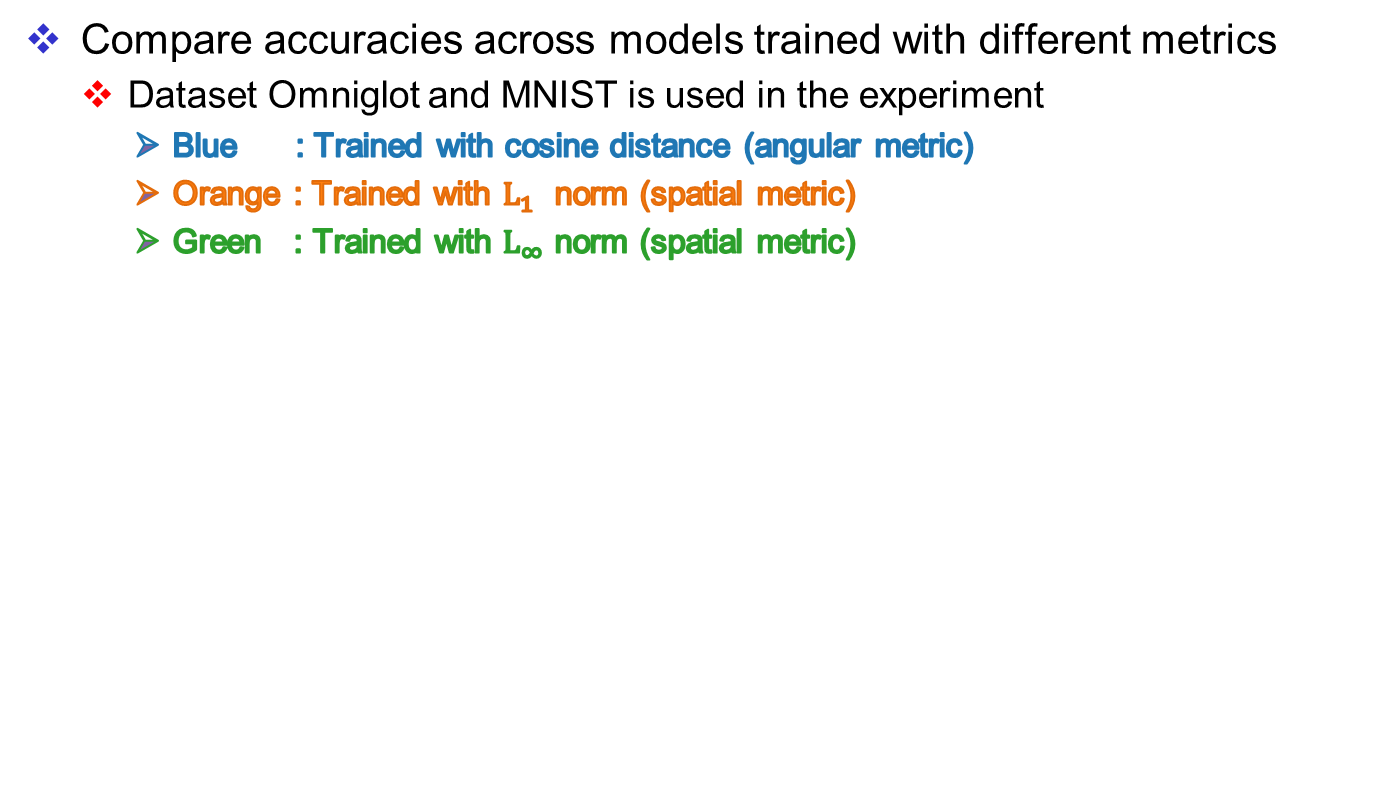 Compare accuracies across models trained with different metrics
Dataset Omniglot and MNIST is used in the experiment
Blue : Trained with cosine distance (angular metric)
Orange : Trained with L₁ norm (spatial metric)
Green : Trained with L∞ norm (spatial metric)